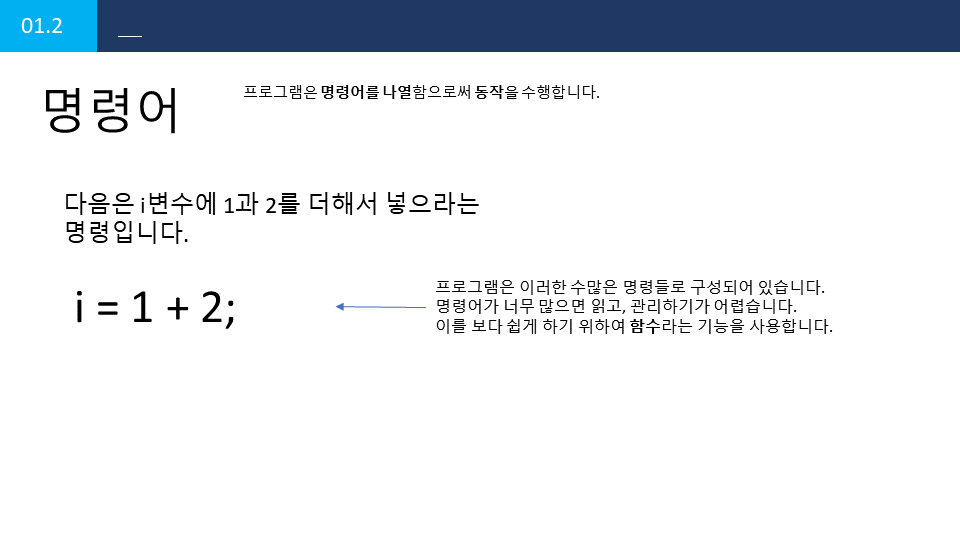 01.2
__
명령어
프로그램은 명령어를 나열함으로써 동작을 수행합니다.
다음은 i변수에 1과 2를 더해서 넣으라는
명령입니다.
i = 1 + 2;
프로그램은 이러한 수많은 명령들로 구성되어 있습니다.
명령어가 너무 많으면 읽고, 관리하기가 어렵습니다.
이를 보다 쉽게 하기 위하여 함수라는 기능을 사용합니다.